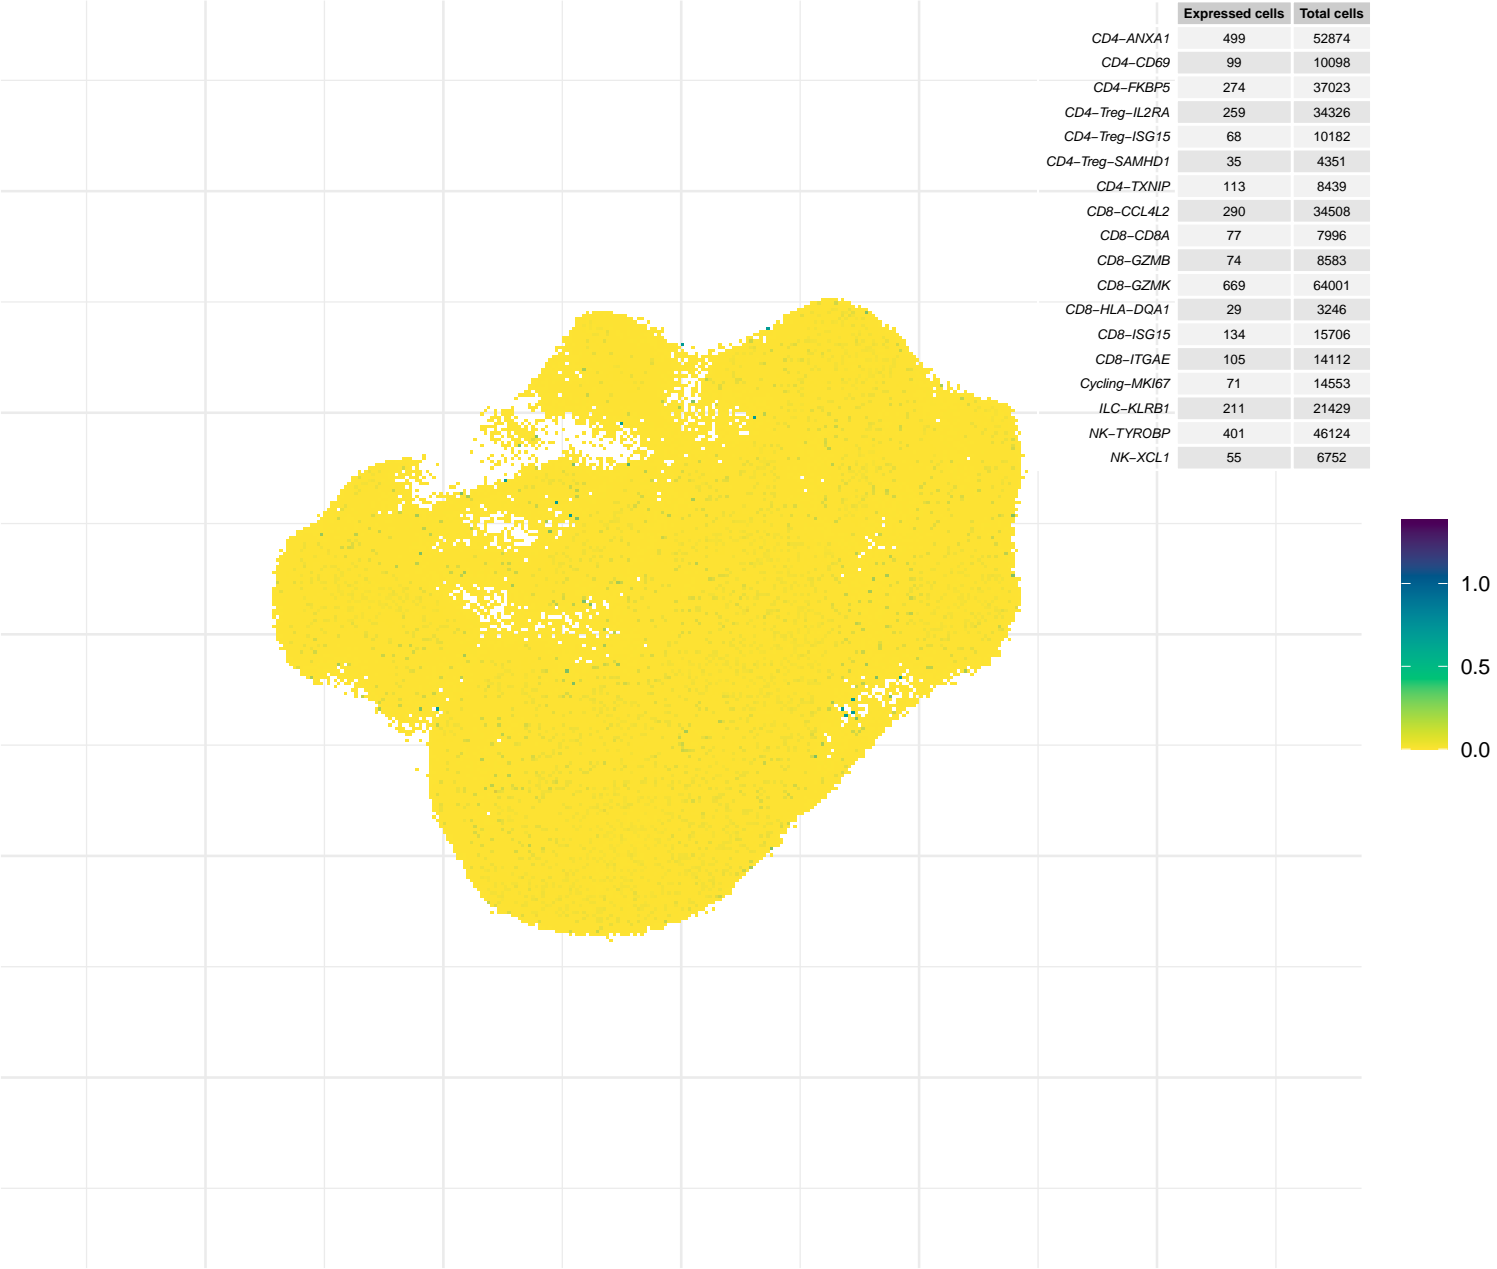 Expressed cells Total cells
CD4−ANXA1 499 52874
CD4−CD69 99 10098
CD4−FKBP5 274 37023
CD4−Treg−IL2RA 259 34326
CD4−Treg−ISG15 68 10182
CD4−Treg−SAMHD1 35 4351
CD4−TXNIP 113 8439
CD8−CCL4L2 290 34508
CD8−CD8A 77 7996
CD8−GZMB 74 8583
CD8−GZMK 669 64001
CD8−HLA−DQA1 29 3246
CD8−ISG15 134 15706
CD8−ITGAE 105 14112
Cycling−MKI67 71 14553
ILC−KLRB1 211 21429
NK−TYROBP 401 46124
NK−XCL1 55 6752
1.0
0.5
0.0